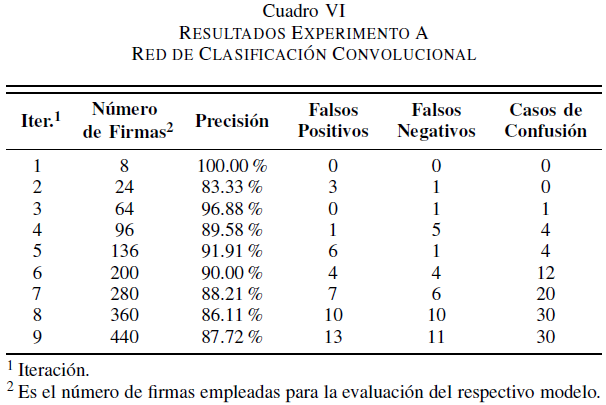 Cuadro VI
RESULTADOS EXPERIMENTO A
RED DE CLASIFICACIÓN CONVOLUCIONAL
Iter.1 Número de Firmas2 Precisión Falsos Positivos Falsos Negativos Casos de Confusión
1 8 100.00 % 0 0 0
2 24 83.33 % 3 1 0
3 64 96.88 % 0 1 1
4 96 89.58 % 1 5 4
5 136 91.91 % 6 1 4
6 200 90.00 % 4 4 12
7 280 88.21 % 7 6 20
8 360 86.11 % 10 10 30
9 440 87.72 % 13 11 30
1 Iteración.
2 Es el número de firmas empleadas para la evaluación del respectivo modelo.